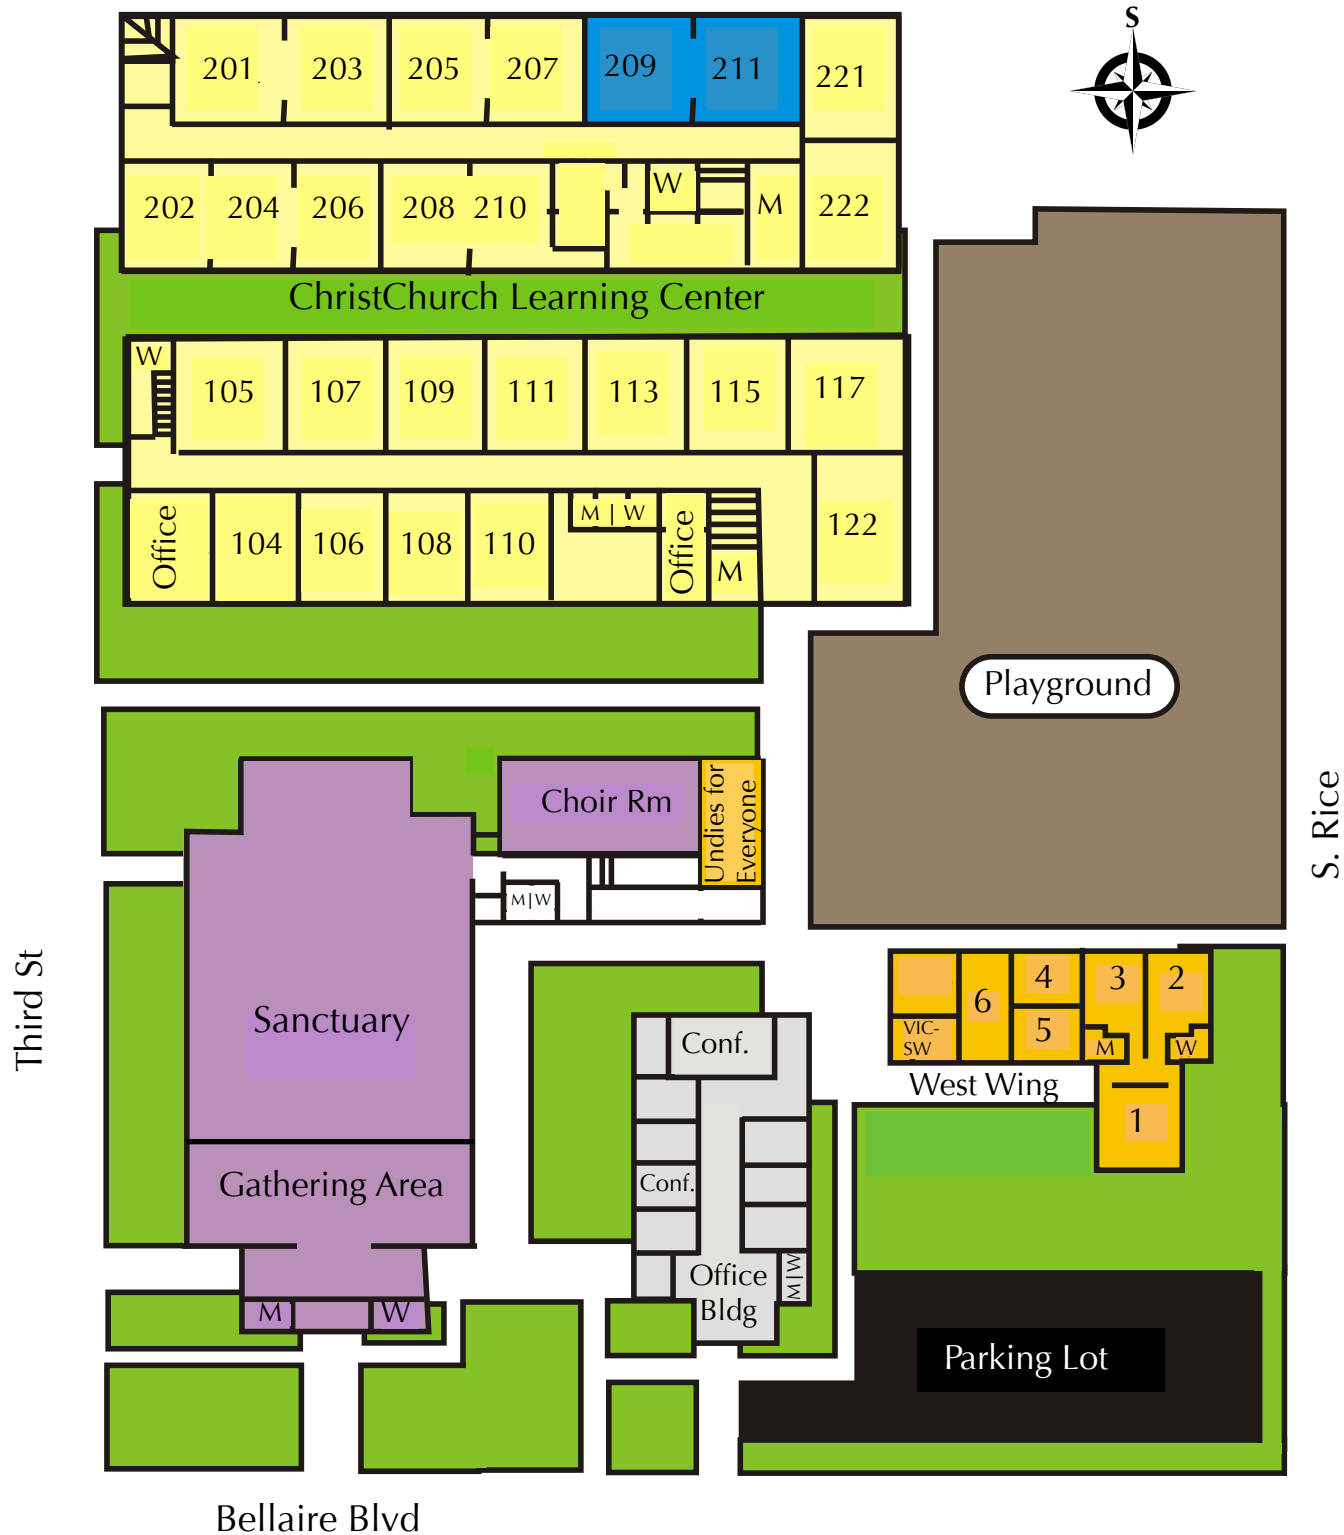 S
201 203 205 207 209 211 221
202 204 206 208 210 W M 222
ChristChurch Learning Center
W 105 107 109 111 113 115 117
Office 104 106 108 110 M | W Office M 122
Playground
Choir Rm
Undies for
Everyone
M|W
S. Rice
Third St
Sanctuary
Conf.
6 4 3 2
VIC-
SW
5 M W
West Wing
1
Gathering Area
Conf.
Office
Bldg
M|W
M W
Parking Lot
Bellaire Blvd